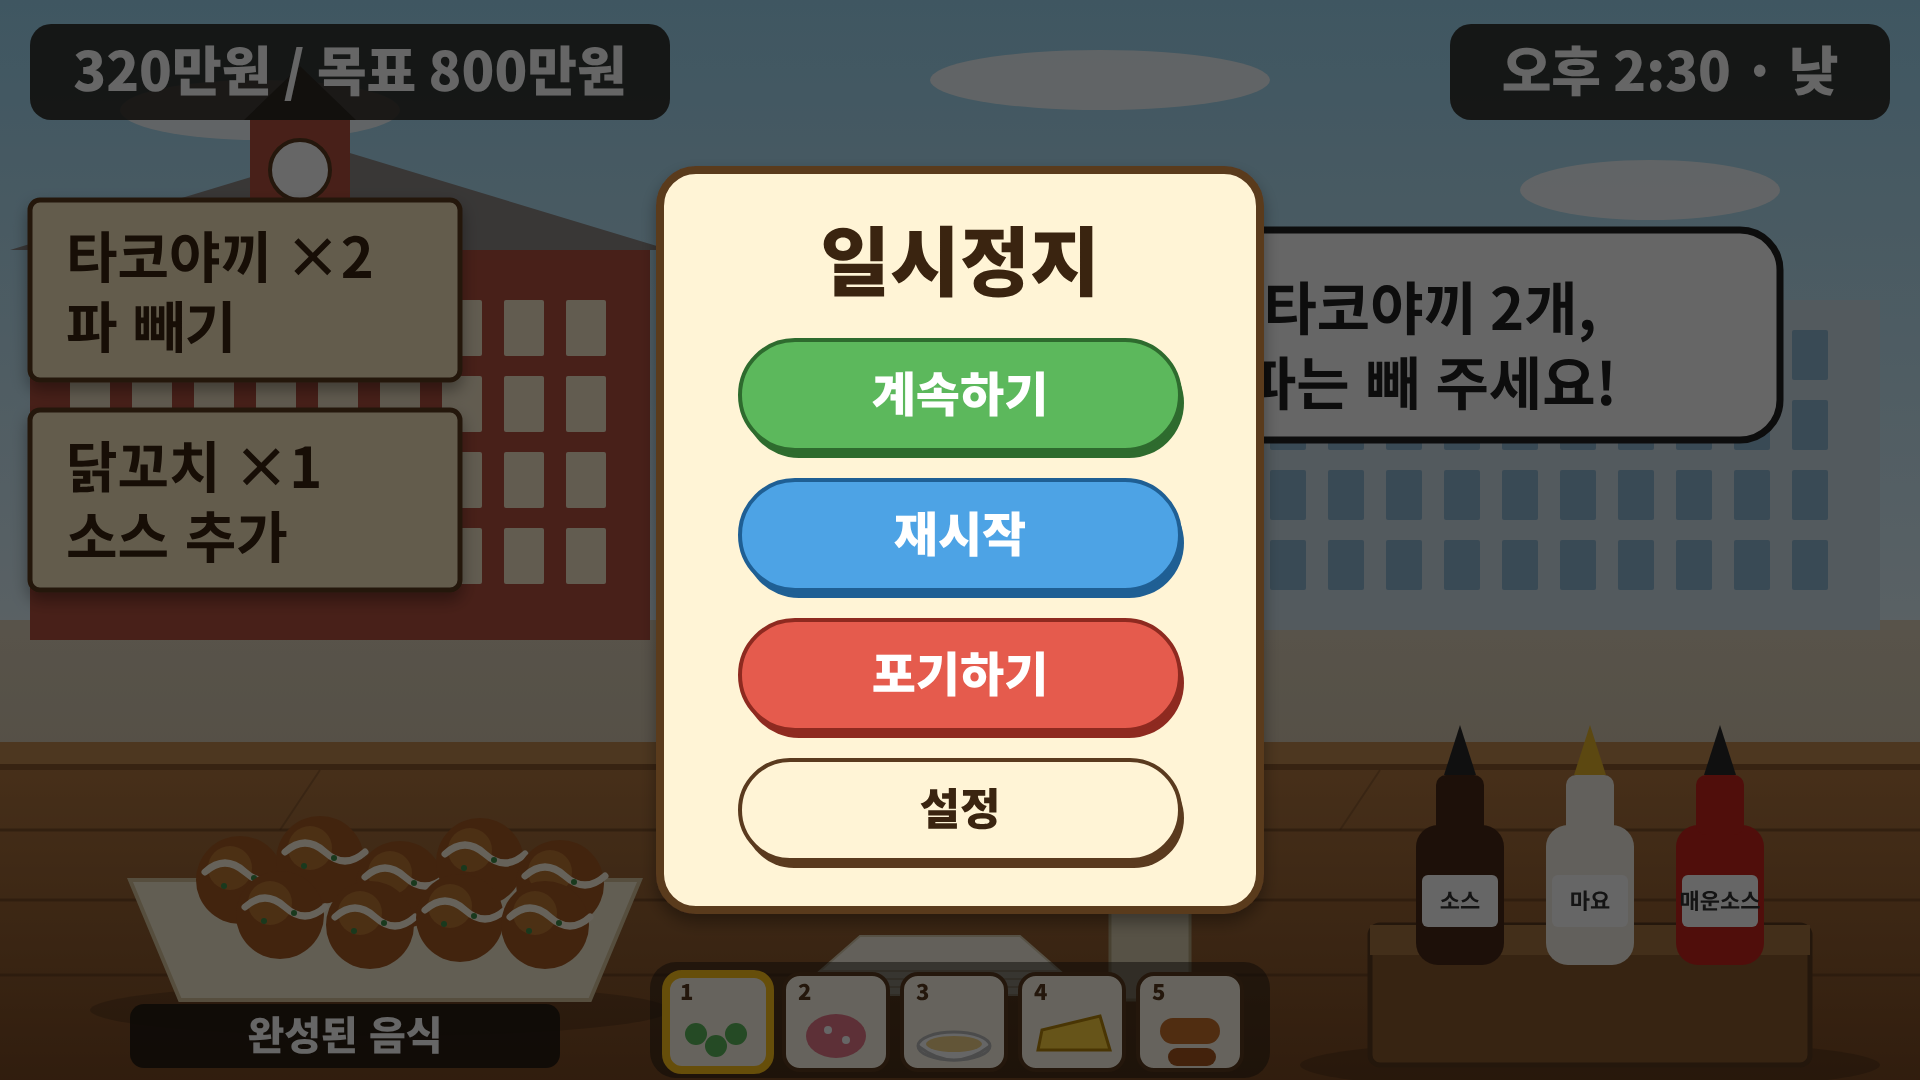 320만원 / 목표 800만원
오후 2:30 · 낮
타코야끼 ×2
파 빼기
닭꼬치 ×1
소스 추가
일시정지
계속하기
재시작
표기하기
설정
타코야끼 2개,
파는 빼 주세요!
소스
마요
매운소스
완성된 음식
1
2
3
4
5